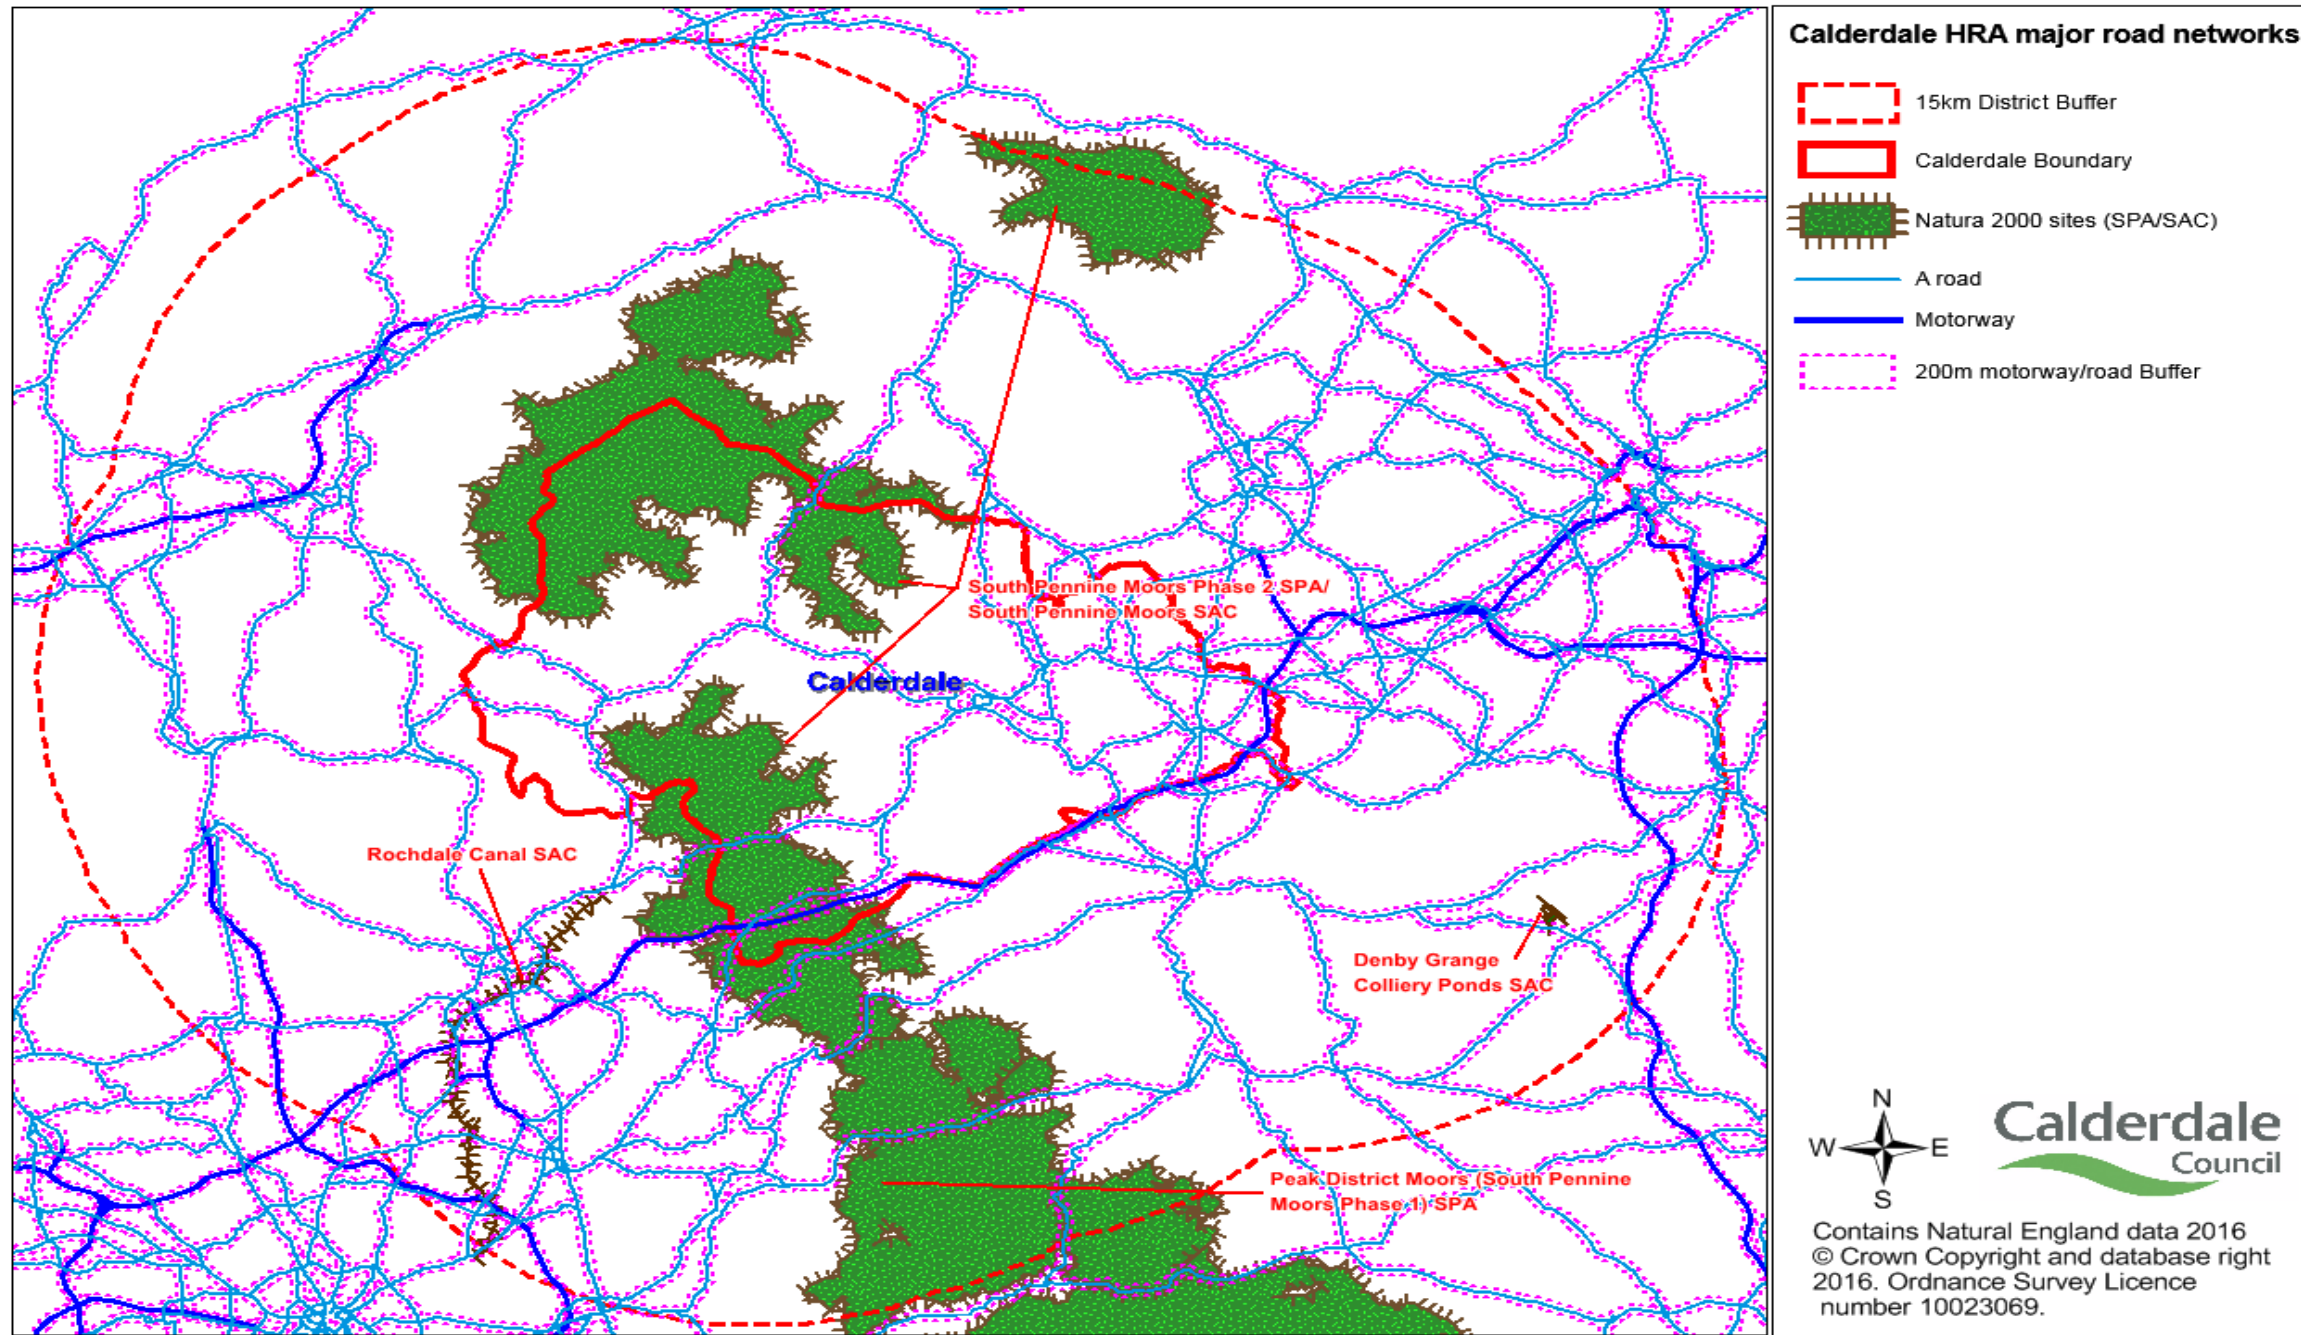 Calderdale HRA major road networks
15km District Buffer
Calderdale Boundary
Natura 2000 sites (SPA/SAC)
A road
Motorway
200m motorway/road Buffer
South Pennine Moors Phase 2 SPA/
South Pennine Moors SAC
Calderdale
Rochdale Canal SAC
Denby Grange
Colliery Ponds SAC
Peak District Moors (South Pennine
Moors Phase 1) SPA
N
W
E
S
Calderdale
Council
Contains Natural England data 2016
© Crown Copyright and database right
2016. Ordnance Survey Licence
number 10023069.